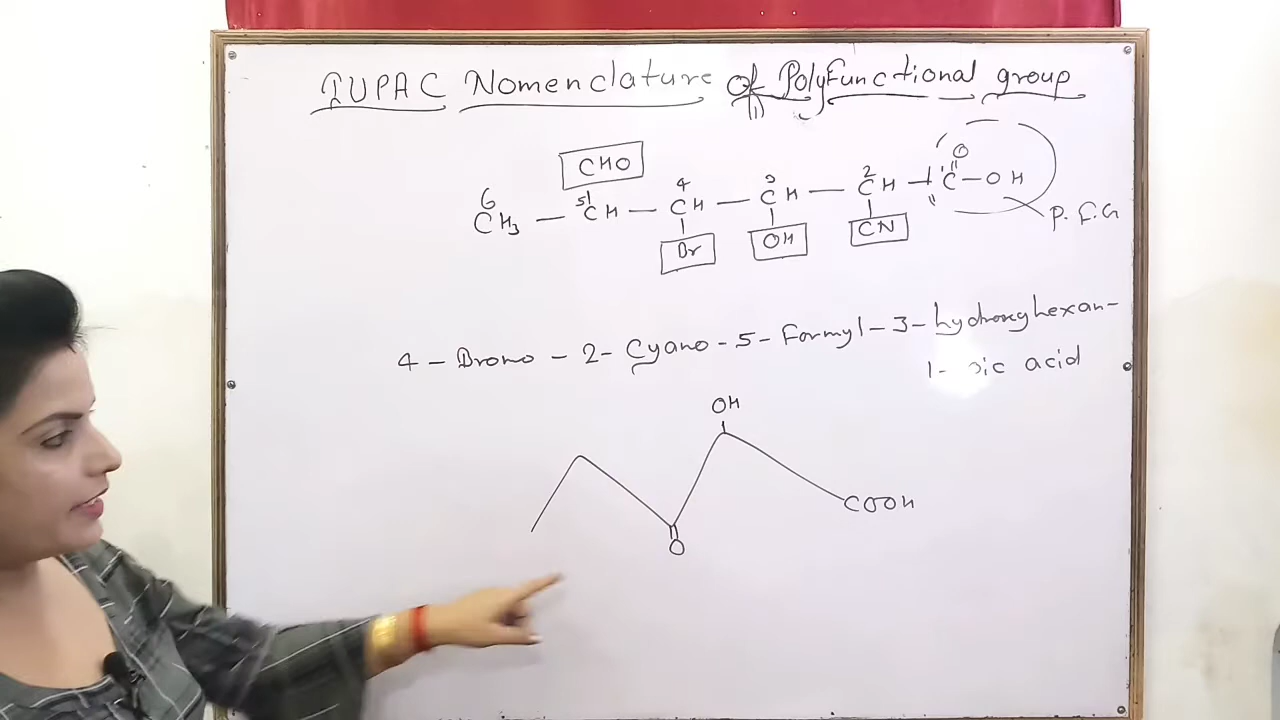 IUPAC Nomenclature of PolyFunctional group
CHO
6 5 4 3 2 1 O
CH3 — CH — CH — CH — CH — C — OH
Br OH CN P.F.G
4 - Bromo - 2 - Cyano - 5 - Formyl - 3 - hydroxyhexan -
1 - oic acid
OH
COOH
O